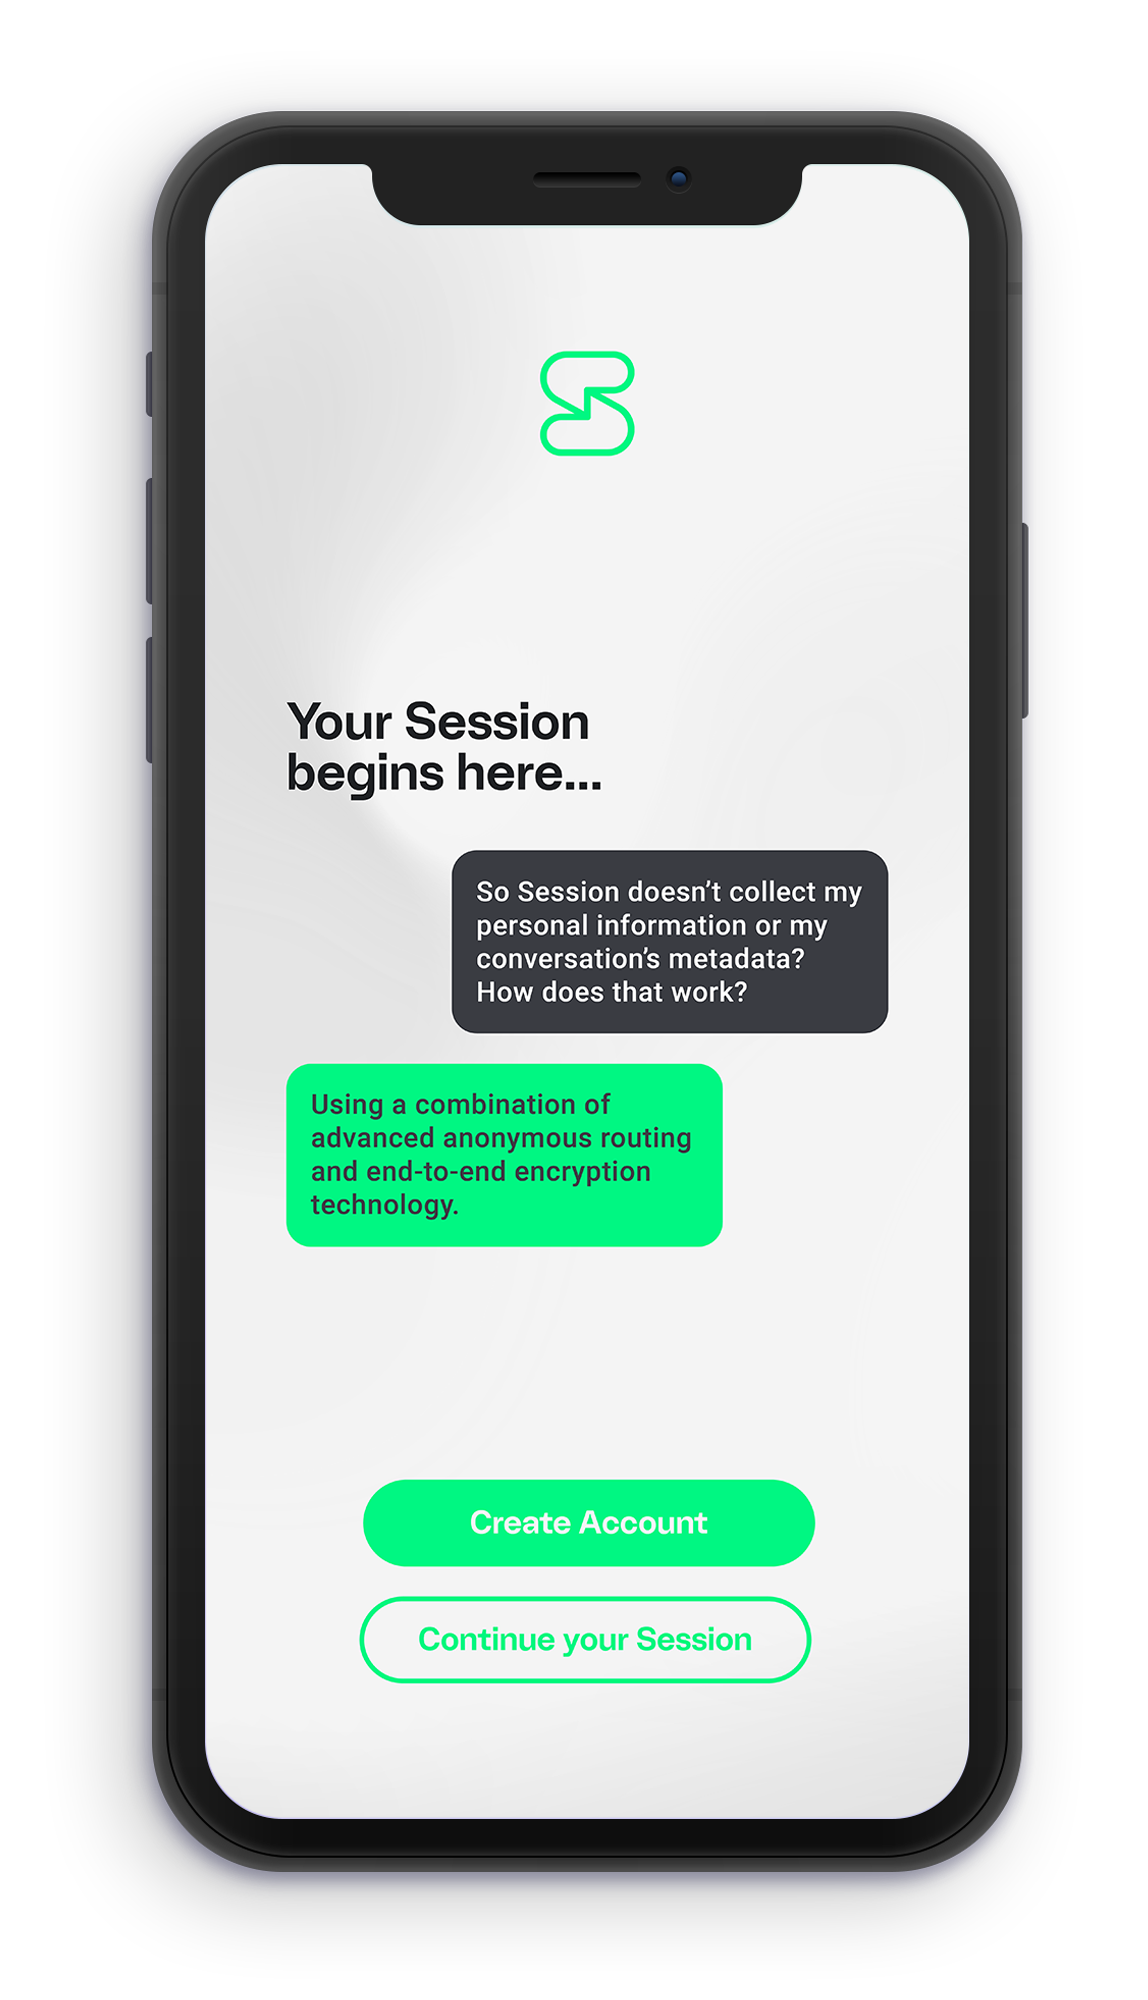 Your Session
begins here...
So Session doesn’t collect my
personal information or my
conversation’s metadata?
How does that work?
Using a combination of
advanced anonymous routing
and end-to-end encryption
technology.
Create Account
Continue your Session